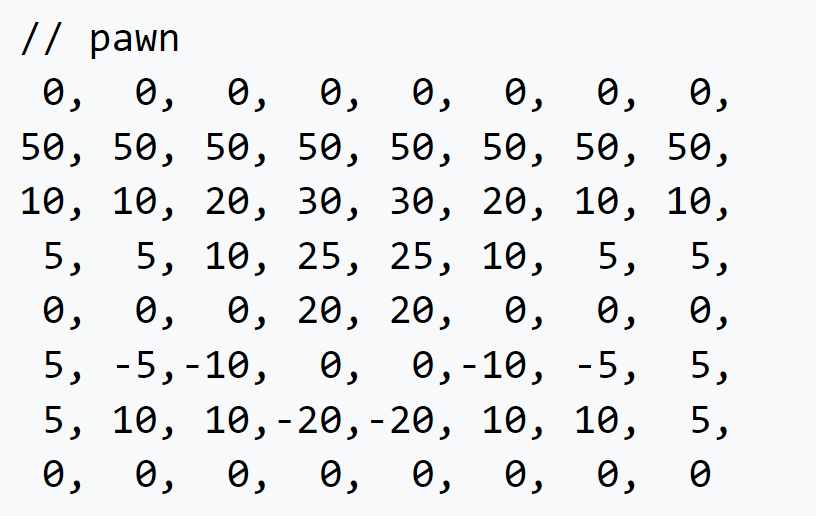 // pawn
 0,  0,  0,  0,  0,  0,  0,  0,
50, 50, 50, 50, 50, 50, 50, 50,
10, 10, 20, 30, 30, 20, 10, 10,
 5,  5, 10, 25, 25, 10,  5,  5,
 0,  0,  0, 20, 20,  0,  0,  0,
 5, -5,-10,  0,  0,-10, -5,  5,
 5, 10, 10,-20,-20, 10, 10,  5,
 0,  0,  0,  0,  0,  0,  0,  0